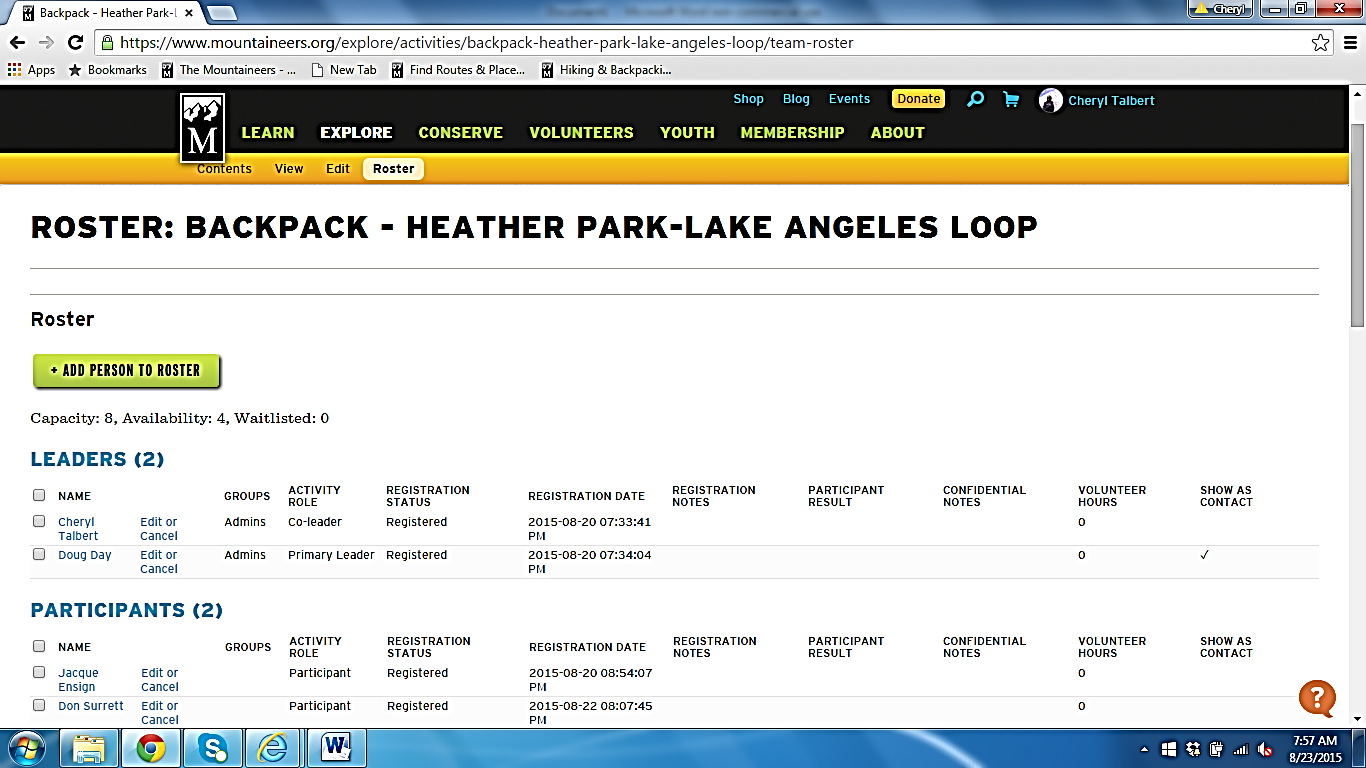 Backpack - Heather Park-L
Cheryl
https://www.mountaineers.org/explore/activities/backpack-heather-park-lake-angeles-loop/team-roster
Apps Bookmarks The Mountaineers - ... New Tab Find Routes & Place... Hiking & Backpacki...
Shop Blog Events Donate Cheryl Talbert
M LEARN EXPLORE CONSERVE VOLUNTEERS YOUTH MEMBERSHIP ABOUT
Contents View Edit Roster
ROSTER: BACKPACK - HEATHER PARK-LAKE ANGELES LOOP
Roster
+ ADD PERSON TO ROSTER
Capacity: 8, Availability: 4, Waitlisted: 0
LEADERS (2)
NAME GROUPS ACTIVITY ROLE REGISTRATION STATUS REGISTRATION DATE REGISTRATION NOTES PARTICIPANT RESULT CONFIDENTIAL NOTES VOLUNTEER HOURS SHOW AS CONTACT
Cheryl Talbert Edit or Cancel Admins Co-leader Registered 2015-08-20 07:33:41 PM 0
Doug Day Edit or Cancel Admins Primary Leader Registered 2015-08-20 07:34:04 PM 0 ✓
PARTICIPANTS (2)
NAME GROUPS ACTIVITY ROLE REGISTRATION STATUS REGISTRATION DATE REGISTRATION NOTES PARTICIPANT RESULT CONFIDENTIAL NOTES VOLUNTEER HOURS SHOW AS CONTACT
Jacque Ensign Edit or Cancel Participant Registered 2015-08-20 08:54:07 PM 0
Don Surrett Edit or Cancel Participant Registered 2015-08-22 08:07:45 PM 0
?
7:57 AM
8/23/2015